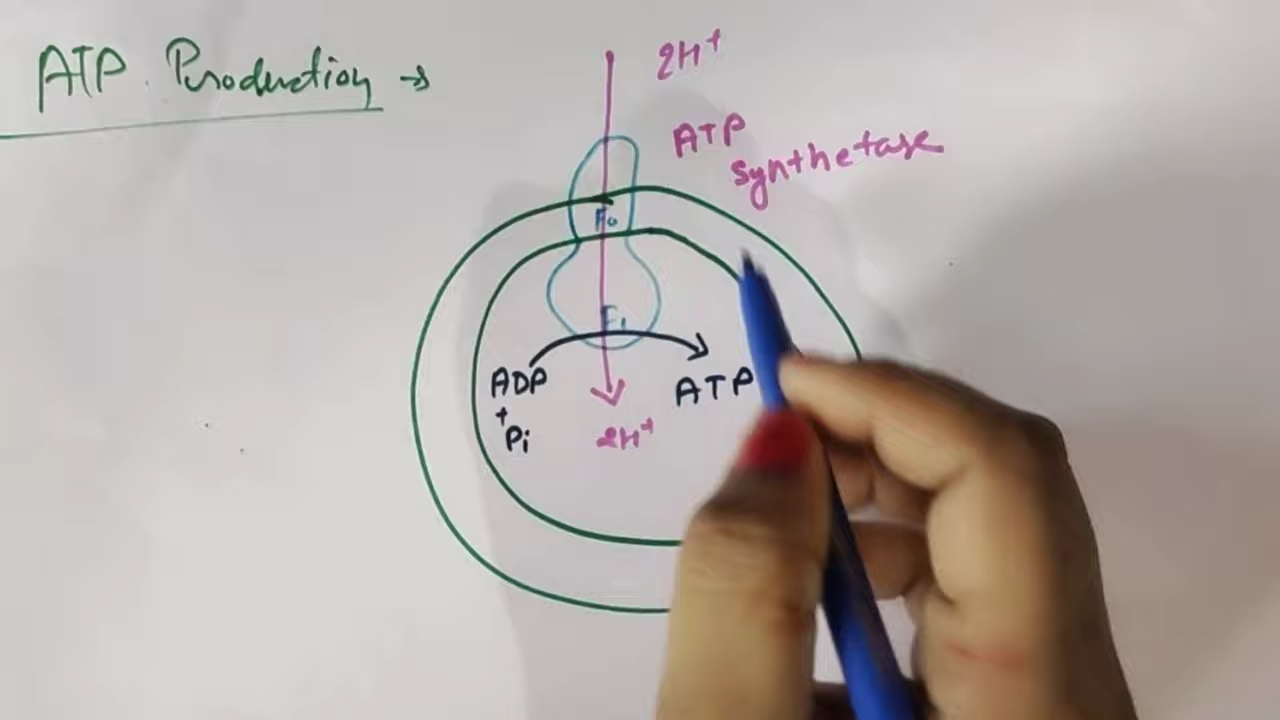 ATP Production →
2H⁺
ATP
synthetase
F₀
F₁
ADP
ATP
+
Pi
2H⁺